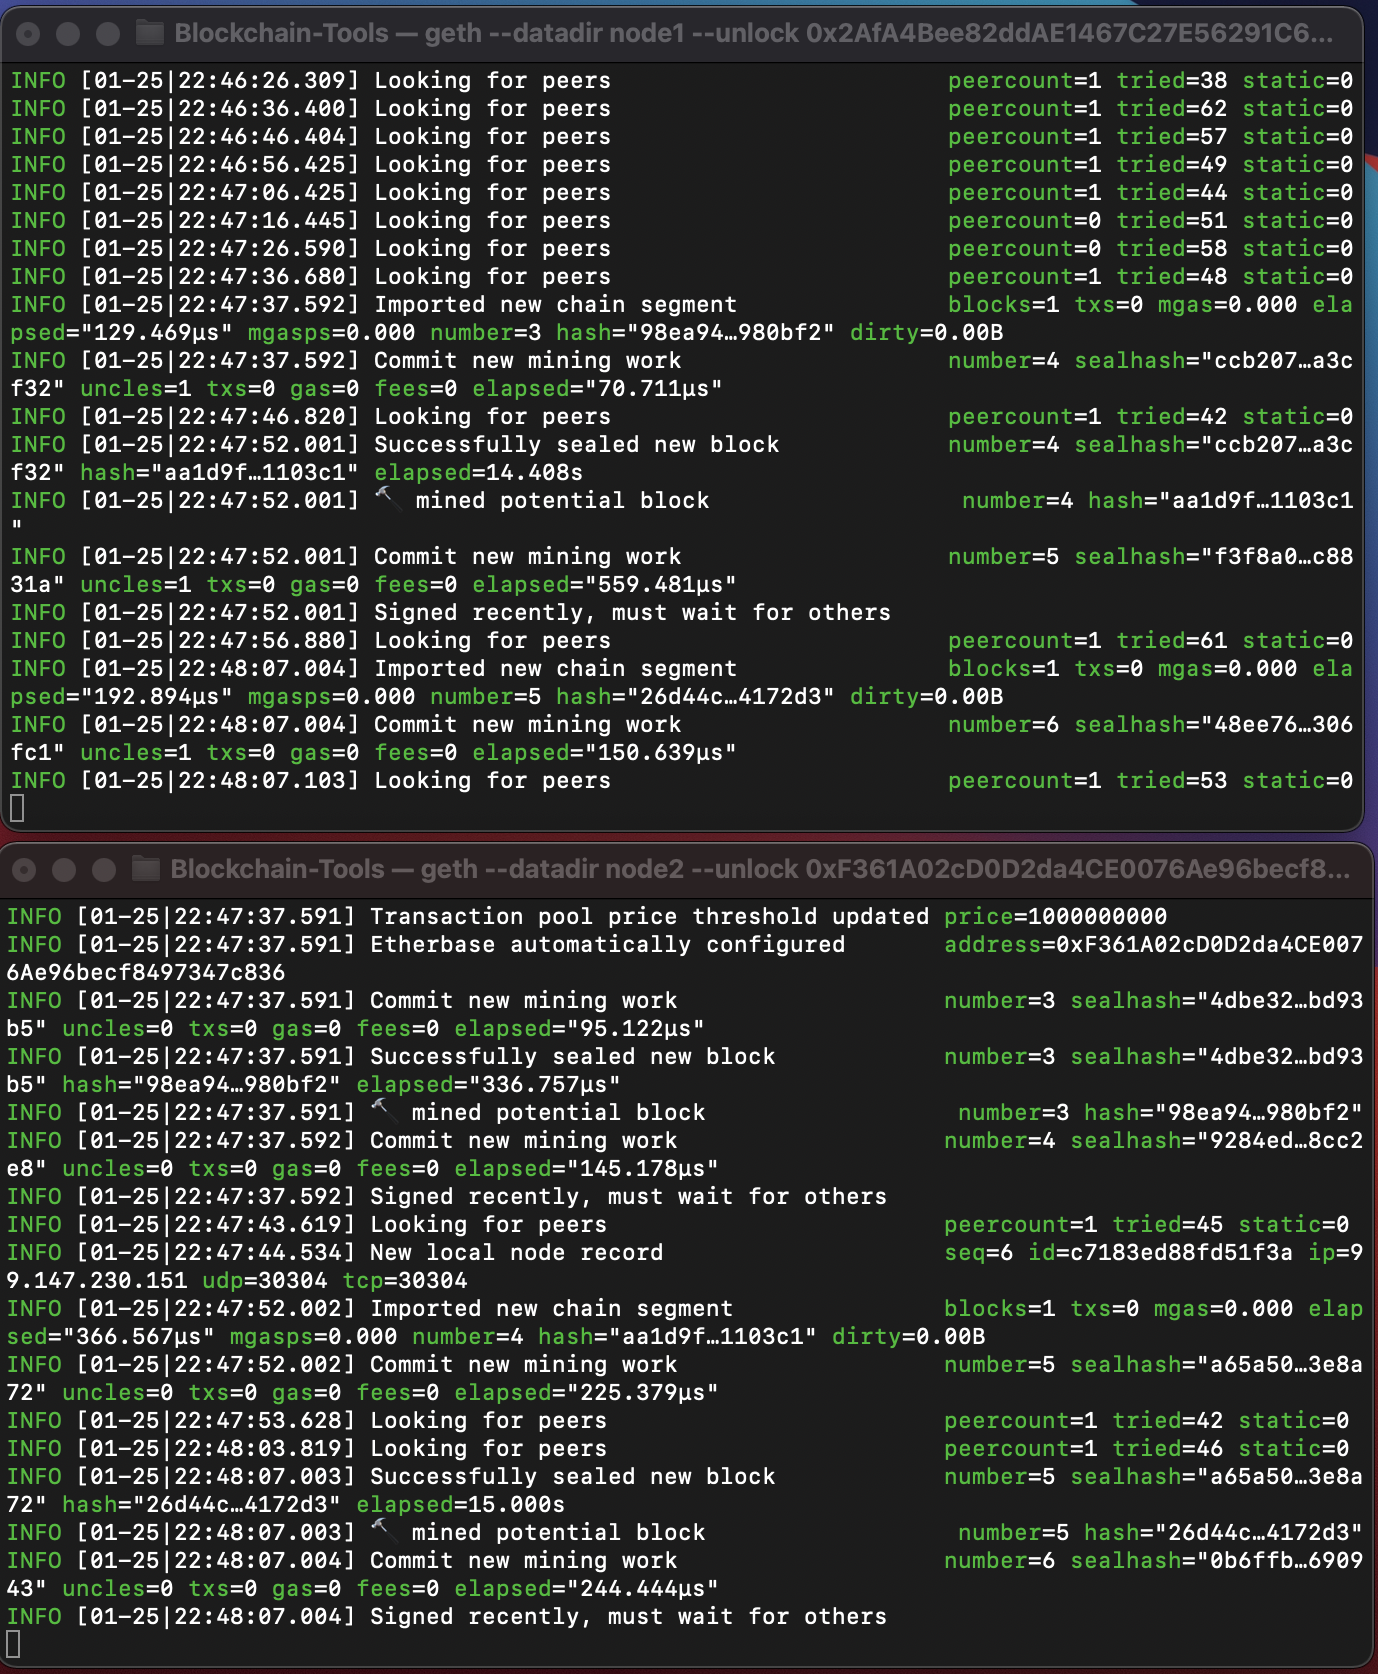 Blockchain-Tools — geth --datadir node1 --unlock 0x2AfA4Bee82ddAE1467C27E56291C6...
INFO [01-25|22:46:26.309] Looking for peers peercount=1 tried=38 static=0
INFO [01-25|22:46:36.400] Looking for peers peercount=1 tried=62 static=0
INFO [01-25|22:46:46.404] Looking for peers peercount=1 tried=57 static=0
INFO [01-25|22:46:56.425] Looking for peers peercount=1 tried=49 static=0
INFO [01-25|22:47:06.425] Looking for peers peercount=1 tried=44 static=0
INFO [01-25|22:47:16.445] Looking for peers peercount=0 tried=51 static=0
INFO [01-25|22:47:26.590] Looking for peers peercount=0 tried=58 static=0
INFO [01-25|22:47:36.680] Looking for peers peercount=1 tried=48 static=0
INFO [01-25|22:47:37.592] Imported new chain segment blocks=1 txs=0 mgas=0.000 ela
psed="129.469µs" mgasps=0.000 number=3 hash="98ea94…980bf2" dirty=0.00B
INFO [01-25|22:47:37.592] Commit new mining work number=4 sealhash="ccb207…a3c
f32" uncles=1 txs=0 gas=0 fees=0 elapsed="70.711µs"
INFO [01-25|22:47:46.820] Looking for peers peercount=1 tried=42 static=0
INFO [01-25|22:47:52.001] Successfully sealed new block number=4 sealhash="ccb207…a3c
f32" hash="aa1d9f…1103c1" elapsed=14.408s
INFO [01-25|22:47:52.001] 🔨 mined potential block number=4 hash="aa1d9f…1103c1
"
INFO [01-25|22:47:52.001] Commit new mining work number=5 sealhash="f3f8a0…c88
31a" uncles=1 txs=0 gas=0 fees=0 elapsed="559.481µs"
INFO [01-25|22:47:52.001] Signed recently, must wait for others
INFO [01-25|22:47:56.880] Looking for peers peercount=1 tried=61 static=0
INFO [01-25|22:48:07.004] Imported new chain segment blocks=1 txs=0 mgas=0.000 ela
psed="192.894µs" mgasps=0.000 number=5 hash="26d44c…4172d3" dirty=0.00B
INFO [01-25|22:48:07.004] Commit new mining work number=6 sealhash="48ee76…306
fc1" uncles=1 txs=0 gas=0 fees=0 elapsed="150.639µs"
INFO [01-25|22:48:07.103] Looking for peers peercount=1 tried=53 static=0
Blockchain-Tools — geth --datadir node2 --unlock 0xF361A02cD0D2da4CE0076Ae96becf8...
INFO [01-25|22:47:37.591] Transaction pool price threshold updated price=1000000000
INFO [01-25|22:47:37.591] Etherbase automatically configured address=0xF361A02cD0D2da4CE007
6Ae96becf8497347c836
INFO [01-25|22:47:37.591] Commit new mining work number=3 sealhash="4dbe32…bd93
b5" uncles=0 txs=0 gas=0 fees=0 elapsed="95.122µs"
INFO [01-25|22:47:37.591] Successfully sealed new block number=3 sealhash="4dbe32…bd93
b5" hash="98ea94…980bf2" elapsed="336.757µs"
INFO [01-25|22:47:37.591] 🔨 mined potential block number=3 hash="98ea94…980bf2"
INFO [01-25|22:47:37.592] Commit new mining work number=4 sealhash="9284ed…8cc2
e8" uncles=0 txs=0 gas=0 fees=0 elapsed="145.178µs"
INFO [01-25|22:47:37.592] Signed recently, must wait for others
INFO [01-25|22:47:43.619] Looking for peers peercount=1 tried=45 static=0
INFO [01-25|22:47:44.534] New local node record seq=6 id=c7183ed88fd51f3a ip=9
9.147.230.151 udp=30304 tcp=30304
INFO [01-25|22:47:52.002] Imported new chain segment blocks=1 txs=0 mgas=0.000 elap
sed="366.567µs" mgasps=0.000 number=4 hash="aa1d9f…1103c1" dirty=0.00B
INFO [01-25|22:47:52.002] Commit new mining work number=5 sealhash="a65a50…3e8a
72" uncles=0 txs=0 gas=0 fees=0 elapsed="225.379µs"
INFO [01-25|22:47:53.628] Looking for peers peercount=1 tried=42 static=0
INFO [01-25|22:48:03.819] Looking for peers peercount=1 tried=46 static=0
INFO [01-25|22:48:07.003] Successfully sealed new block number=5 sealhash="a65a50…3e8a
72" hash="26d44c…4172d3" elapsed=15.000s
INFO [01-25|22:48:07.003] 🔨 mined potential block number=5 hash="26d44c…4172d3"
INFO [01-25|22:48:07.004] Commit new mining work number=6 sealhash="0b6ffb…6909
43" uncles=0 txs=0 gas=0 fees=0 elapsed="244.444µs"
INFO [01-25|22:48:07.004] Signed recently, must wait for others